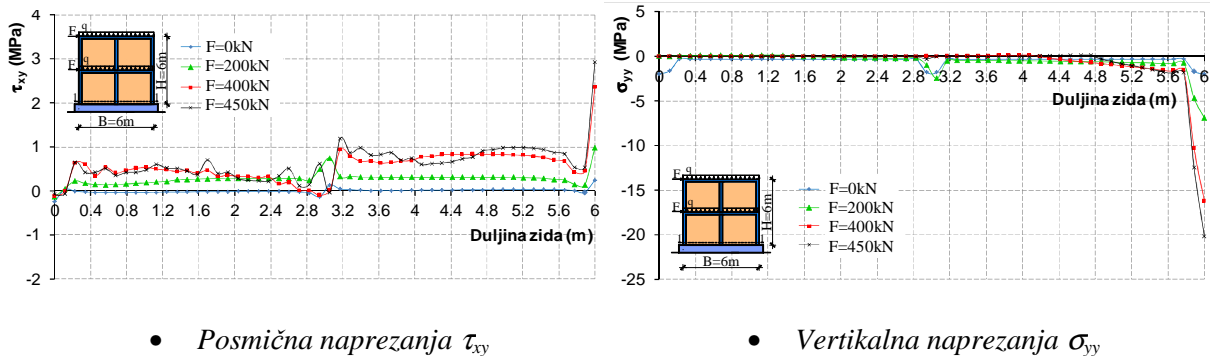 τxy (MPa)
4
3
2
1
0
-1
-2
F q
F q
H=6m
B=6m
F=0kN
F=200kN
F=400kN
F=450kN
0 0.4 0.8 1.2 1.6 2 2.4 2.8 3.2 3.6 4 4.4 4.8 5.2 5.6 6
Duljina zida (m)
σyy (MPa)
5
0
-5
-10
-15
-20
-25
0 0.4 0.8 1.2 1.6 2 2.4 2.8 3.2 3.6 4 4.4 4.8 5.2 5.6 6
Duljina zida (m)
F q
F q
H=6m
B=6m
F=0kN
F=200kN
F=400kN
F=450kN
• Posmična naprezanja τxy
• Vertikalna naprezanja σyy